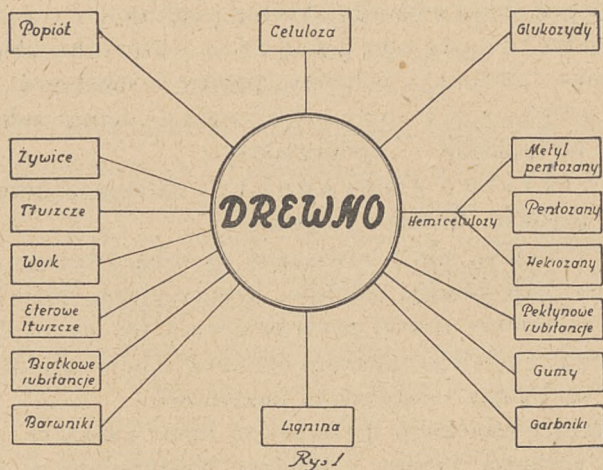 Popiół
Celuloza
Glukozydy
Żywice
Tłuszcze
Wosk
Eterowe
tłuszcze
Białkowe
substancje
Barwniki
DREWNO
Hemicelulozy
Metyl
pentozany
Pentozany
Heksozany
Pektynowe
substancje
Gumy
Garbniki
Lignina
Rys 1